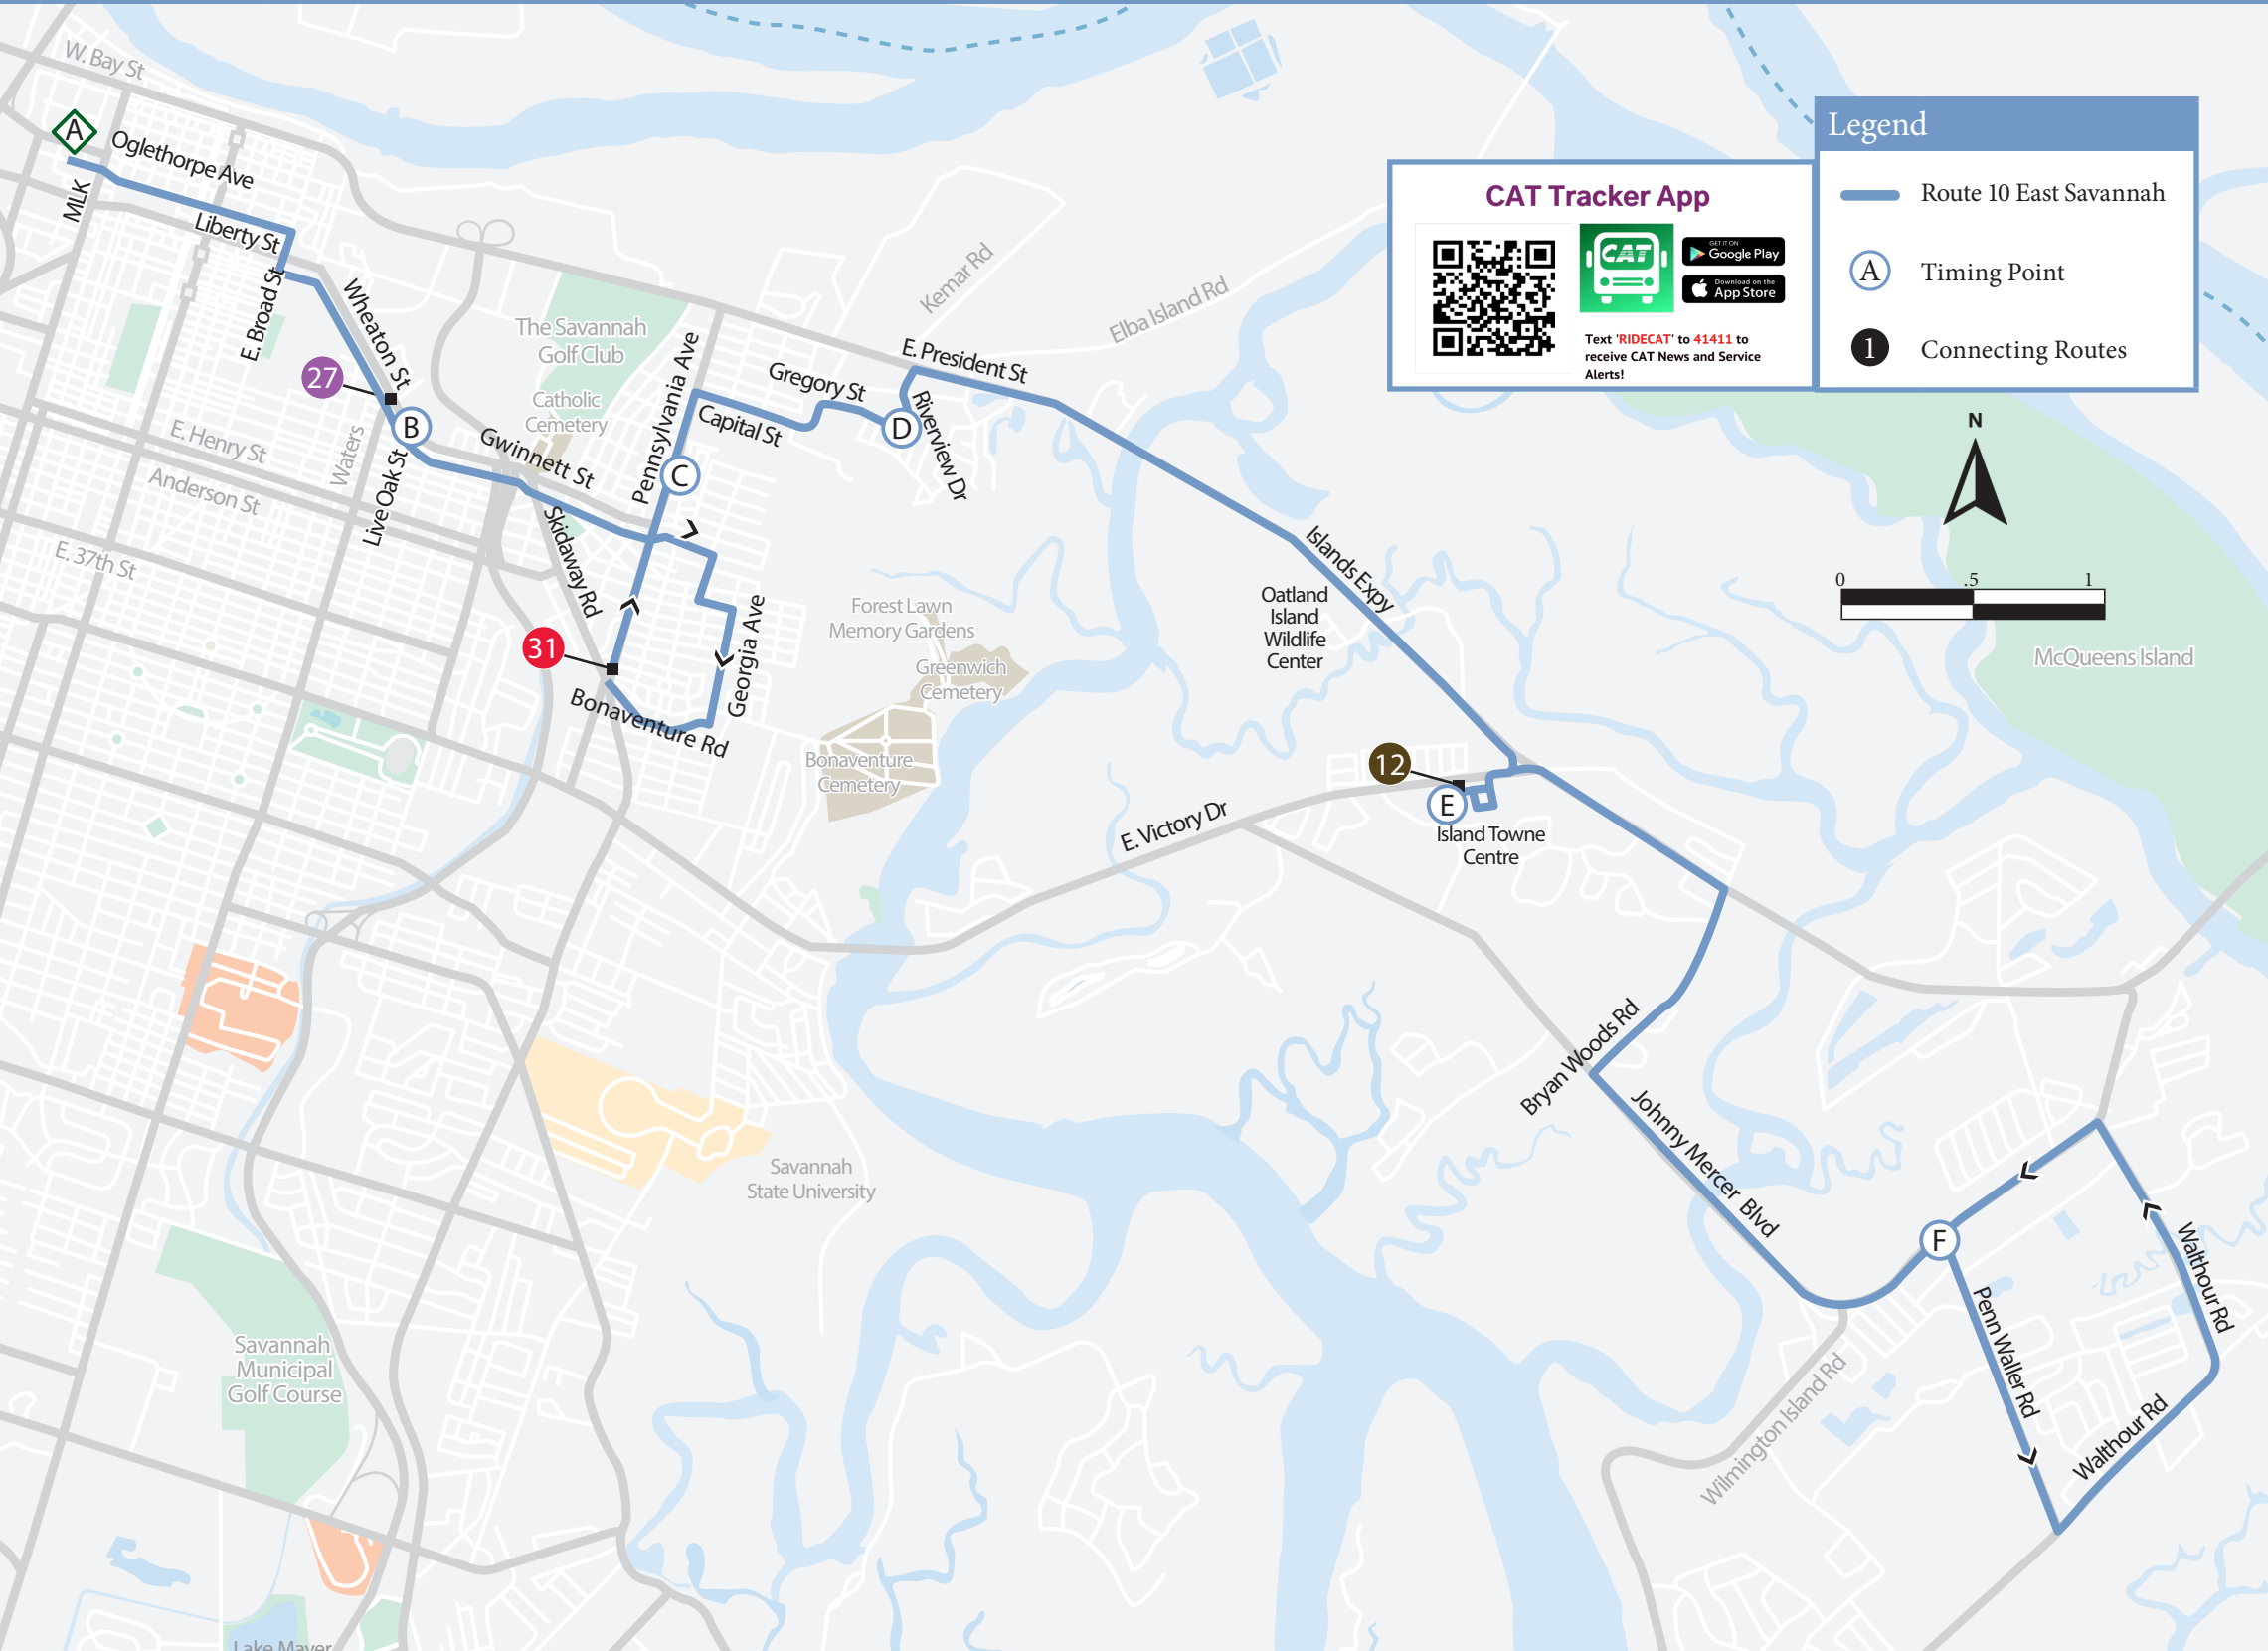 W. Bay St
A
Oglethorpe Ave
MLK
Liberty St
E. Broad St
Wheaton St
27
B
E. Henry St
Anderson St
Waters
Live Oak St
E. 37th St
The Savannah
Golf Club
Catholic
Cemetery
Gwinnett St
Pennsylvania Ave
C
Capital St
Gregory St
D
Riverview Dr
E. President St
Kemar Rd
Elba Island Rd
Skidaway Rd
31
Bonaventure Rd
Georgia Ave
Forest Lawn
Memory Gardens
Greenwich
Cemetery
Bonaventure
Cemetery
Islands Expy
Oatland
Island
Wildlife
Center
12
E
Island Towne
Centre
E. Victory Dr
Bryan Woods Rd
Johnny Mercer Blvd
F
Penn Waller Rd
Walthour Rd
Walthour Rd
Wilmington Island Rd
Savannah
State University
Savannah
Municipal
Golf Course
Lake Mayer
McQueens Island
CAT Tracker App
CAT
GET IT ON
Google Play
Download on the
App Store
Text 'RIDECAT' to 41411 to
receive CAT News and Service
Alerts!
Legend
Route 10 East Savannah
A Timing Point
1 Connecting Routes
N
0 .5 1